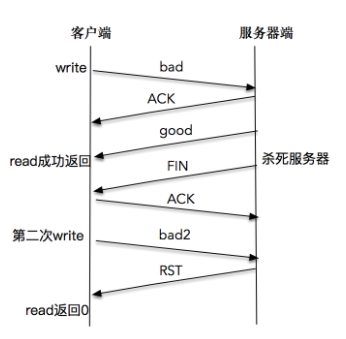 客户端 服务器端
write bad
ACK
good
read成功返回 杀死服务器
FIN
ACK
第二次write bad2
RST
read返回0